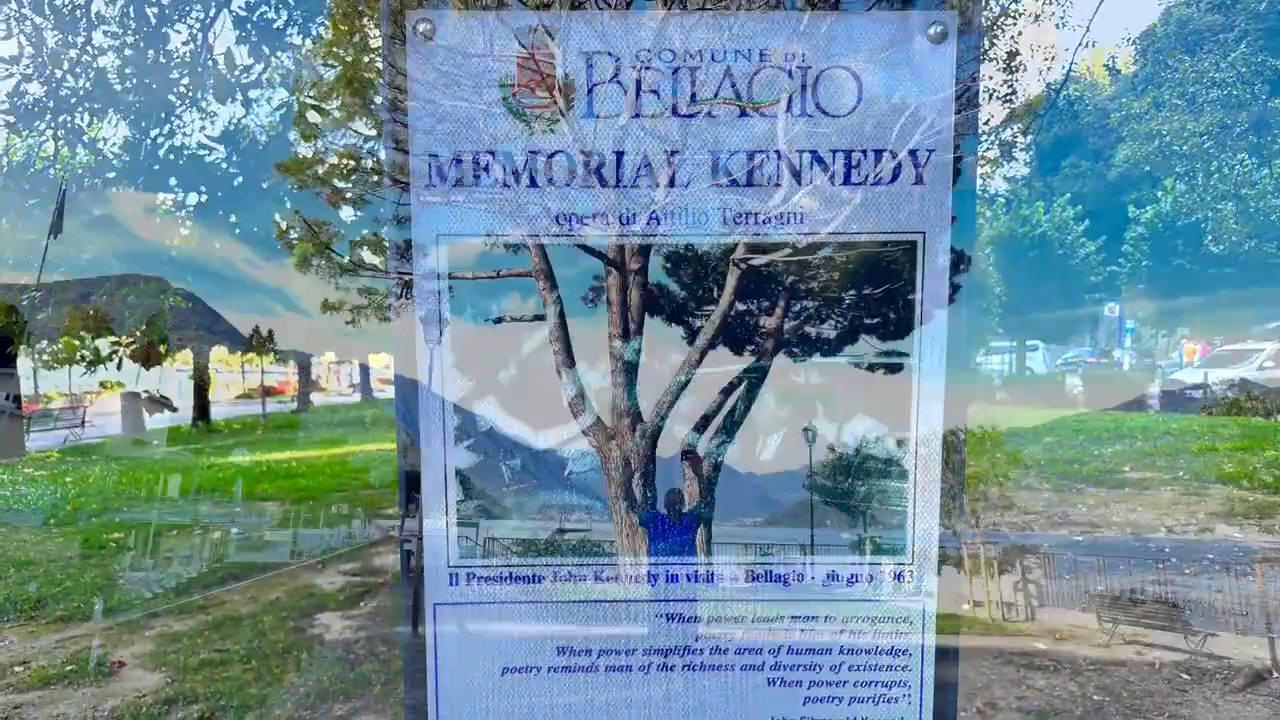 COMUNE DI
BELLAGIO
MEMORIAL KENNEDY
opera di Attilio Terragni
Il Presidente John Kennedy in visita a Bellagio - giugno 1963
"When power leads man to arrogance,
poetry reminds him of his limits.
When power simplifies the area of human knowledge,
poetry reminds man of the richness and diversity of existence.
When power corrupts,
poetry purifies",